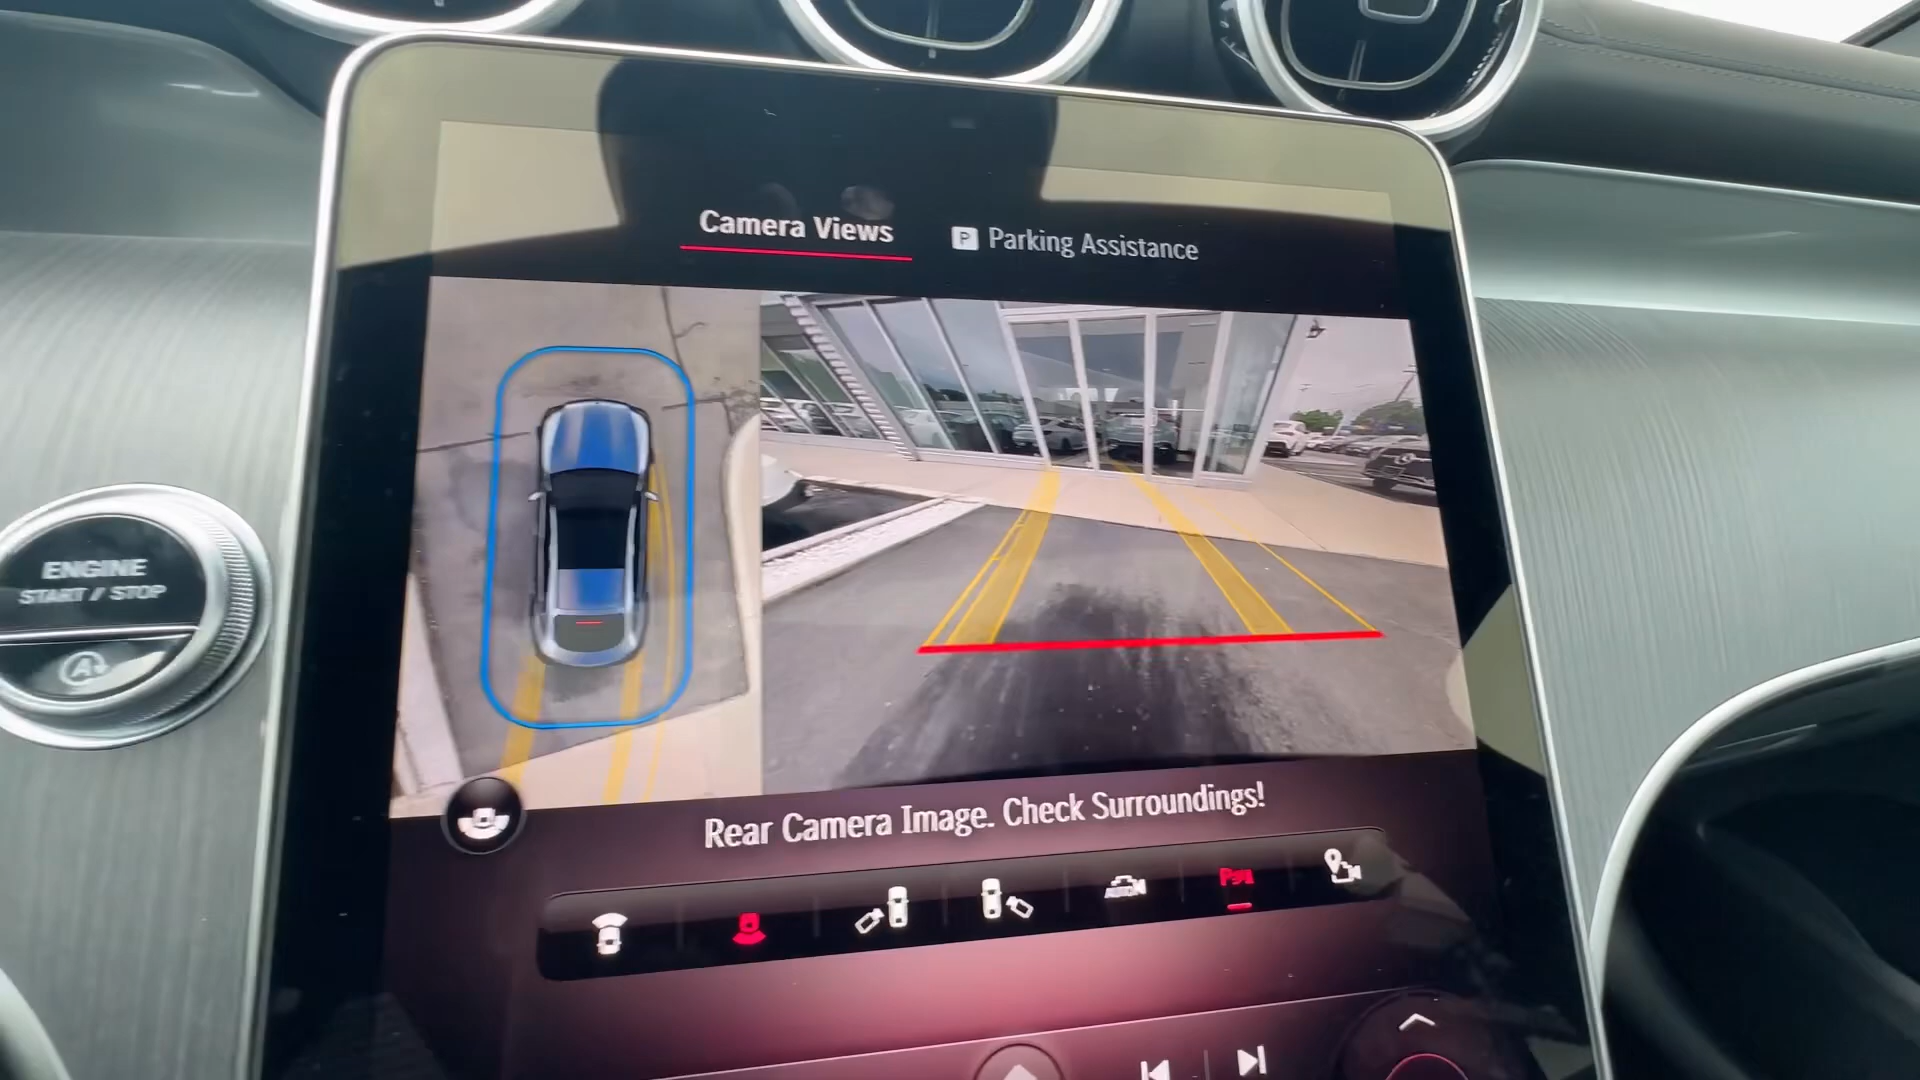 Camera Views
P Parking Assistance
ENGINE
START / STOP
A
Rear Camera Image. Check Surroundings!